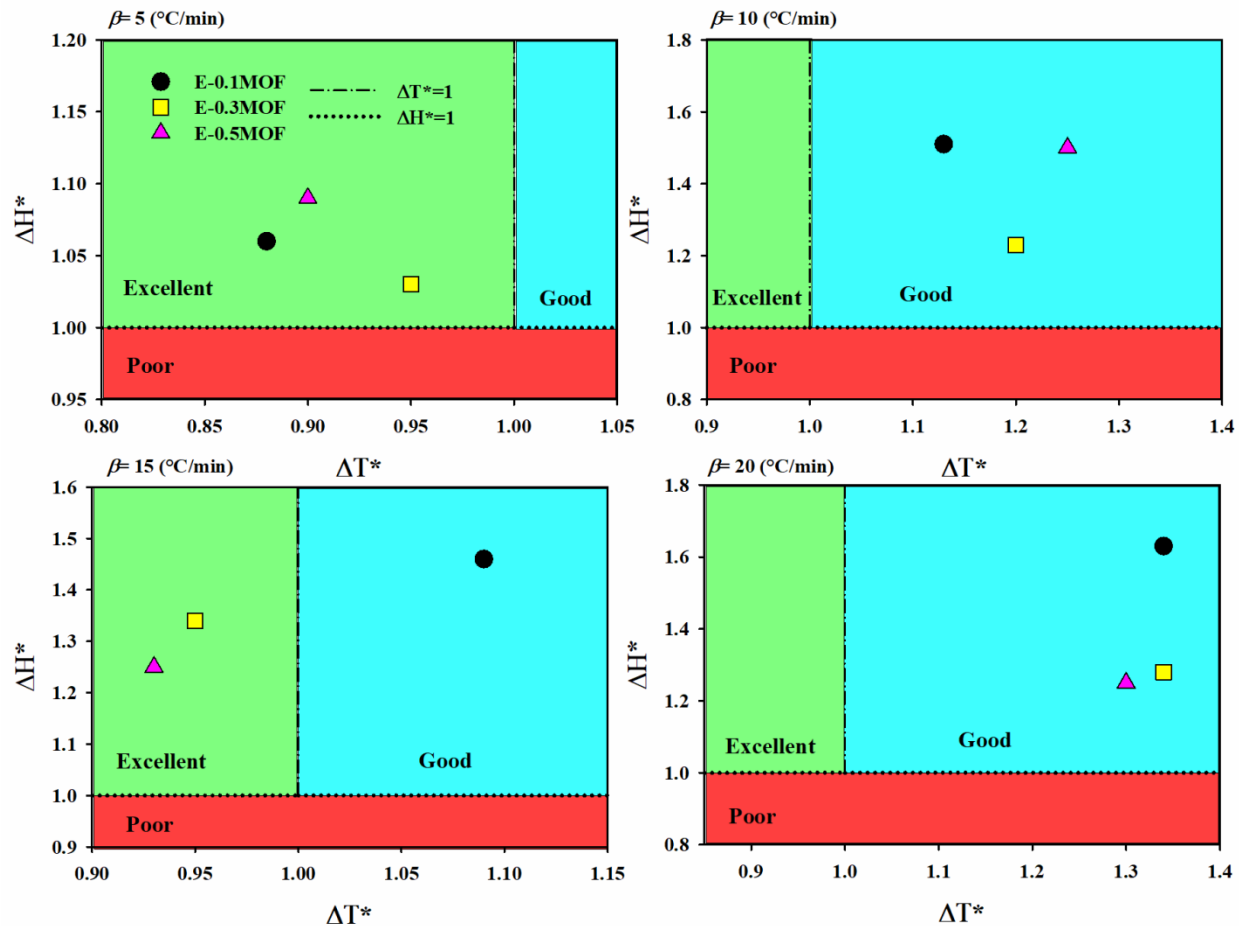 β= 5 (°C/min)
1.20
1.15
1.10
1.05
1.00
0.95
ΔH*
E-0.1MOF
E-0.3MOF
E-0.5MOF
ΔT*=1
ΔH*=1
Excellent
Good
Poor
0.80 0.85 0.90 0.95 1.00 1.05
ΔT*
β= 10 (°C/min)
1.8
1.6
1.4
1.2
1.0
0.8
ΔH*
Excellent
Good
Poor
0.9 1.0 1.1 1.2 1.3 1.4
ΔT*
β= 15 (°C/min)
1.6
1.5
1.4
1.3
1.2
1.1
1.0
0.9
ΔH*
Excellent
Good
Poor
0.90 0.95 1.00 1.05 1.10 1.15
ΔT*
β= 20 (°C/min)
1.8
1.6
1.4
1.2
1.0
0.8
ΔH*
Excellent
Good
Poor
0.9 1.0 1.1 1.2 1.3 1.4
ΔT*